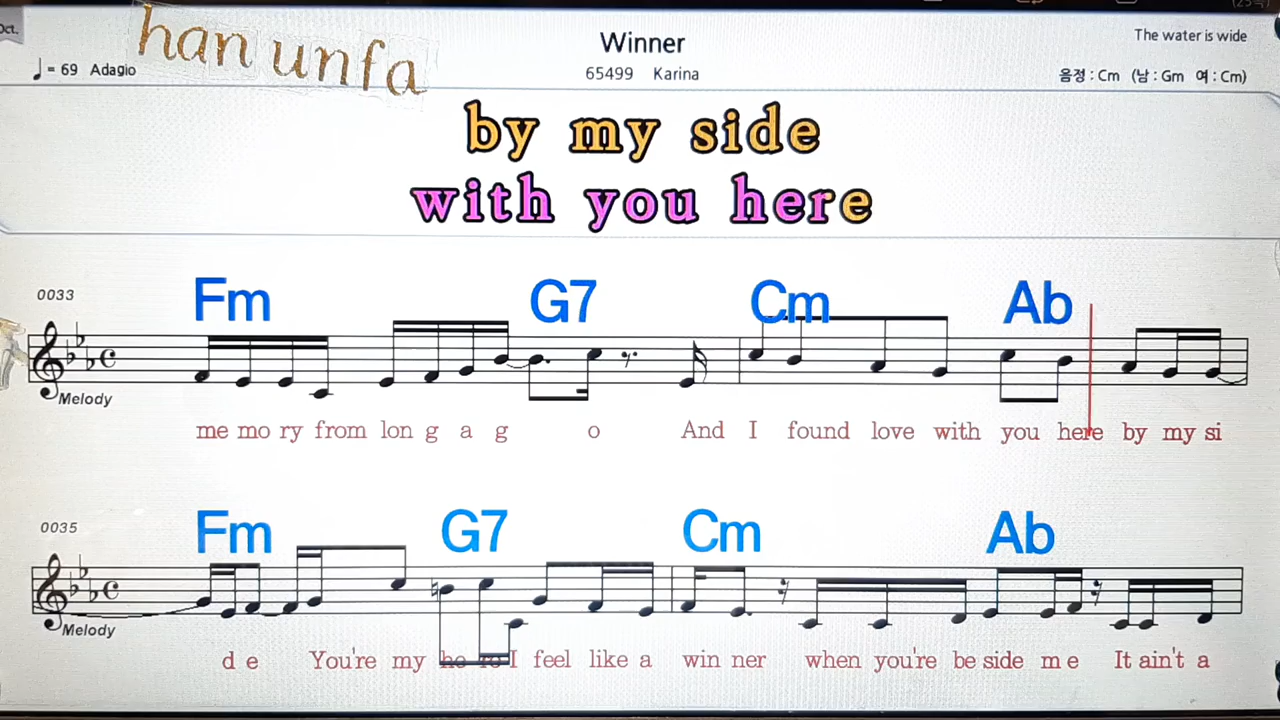 Oct.
han unfa
Winner
The water is wide
♩ = 69 Adagio
65499 Karina
음정 : Cm (남 : Gm 여 : Cm)
by my side
with you here
0033
Fm G7 Cm Ab
Melody
me mo ry from lon g a g o And I found love with you here by my si
0035
Fm G7 Cm Ab
Melody
d e You're my he ro I feel like a win ner when you're be side m e It ain't a